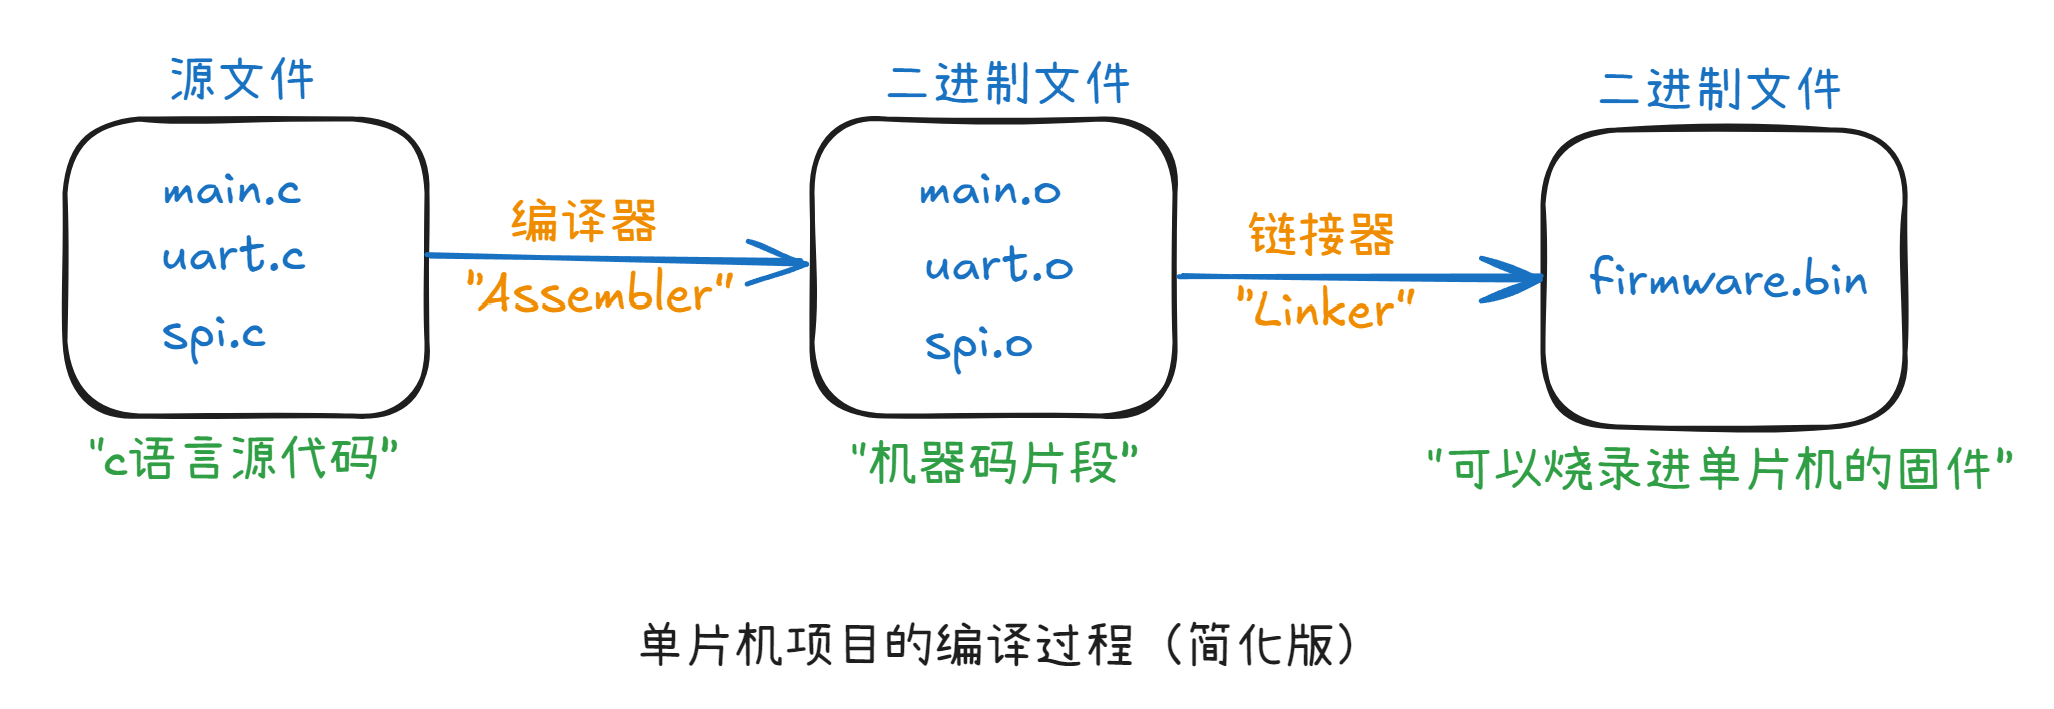 源文件
main.c
uart.c
spi.c
"c语言源代码"
编译器
"Assembler"
二进制文件
main.o
uart.o
spi.o
"机器码片段"
链接器
"Linker"
二进制文件
firmware.bin
"可以烧录进单片机的固件"
单片机项目的编译过程（简化版）